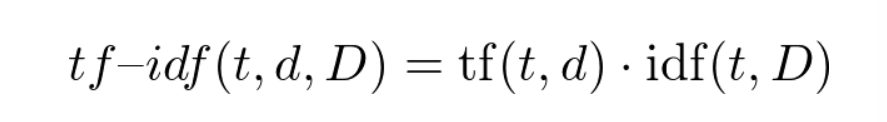 tf–idf(t, d, D) = tf(t, d) · idf(t, D)